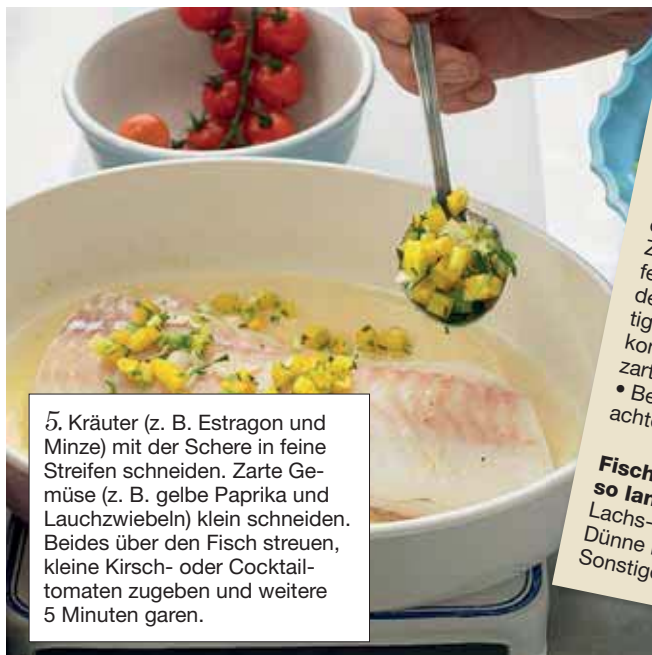 5. Kräuter (z. B. Estragon und
Minze) mit der Schere in feine
Streifen schneiden. Zarte Ge-
müse (z. B. gelbe Paprika und
Lauchzwiebeln) klein schneiden.
Beides über den Fisch streuen,
kleine Kirsch- oder Cocktail-
tomaten zugeben und weitere
5 Minuten garen.
• Be
Fisch
so lan
Lachs-
Dünne
Sonstige